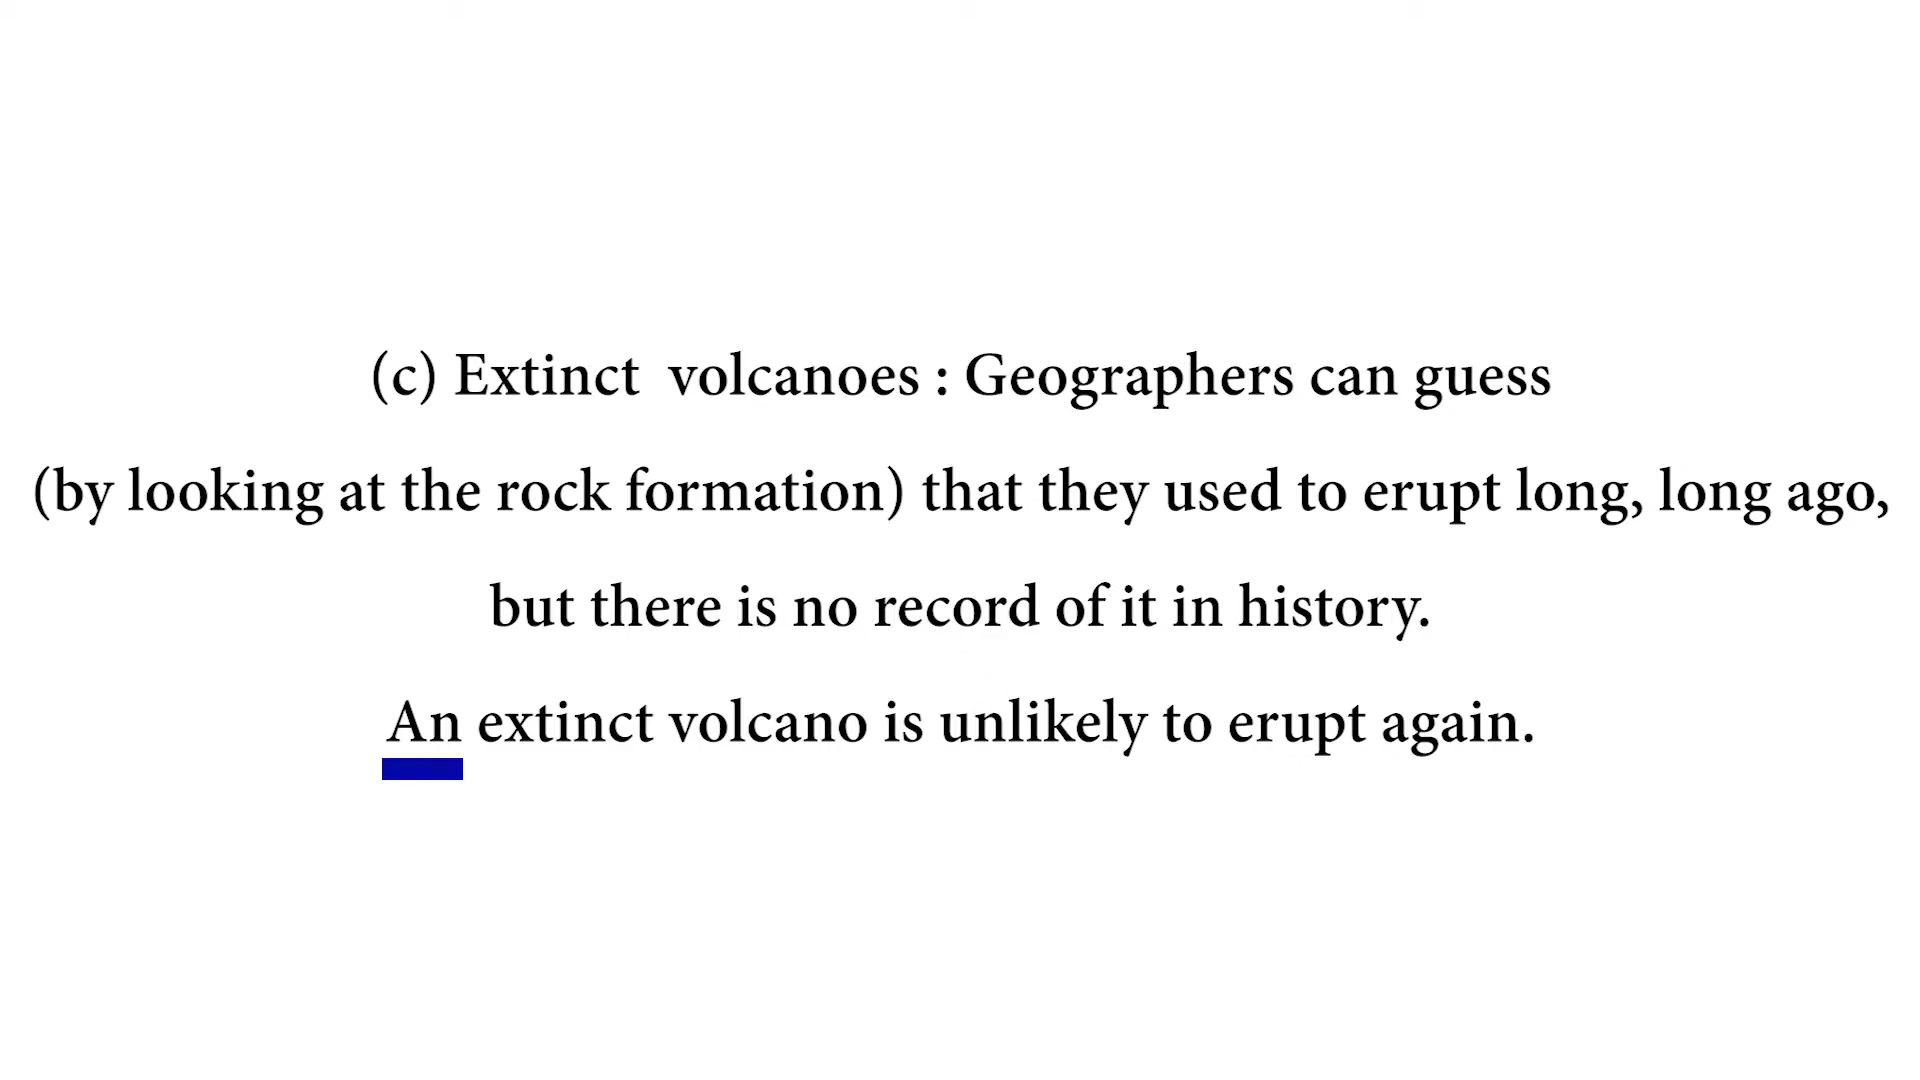 (c) Extinct  volcanoes : Geographers can guess
(by looking at the rock formation) that they used to erupt long, long ago,
but there is no record of it in history.
An extinct volcano is unlikely to erupt again.